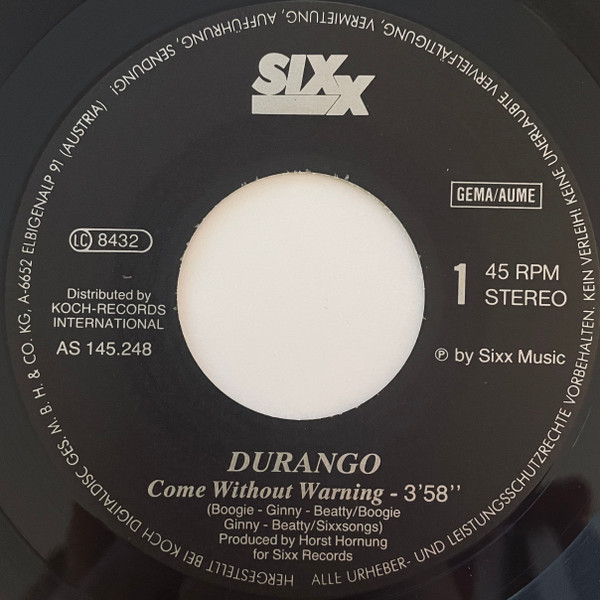 SIXX
GEMA/AUME
LC 8432
1
45 RPM
STEREO
Distributed by
KOCH-RECORDS
INTERNATIONAL
AS 145.248
℗ by Sixx Music
DURANGO
Come Without Warning - 3'58''
(Boogie - Ginny - Beatty/Boogie
Ginny - Beatty/Sixxsongs)
Produced by Horst Hornung
for Sixx Records
HERGESTELLT BEI KOCH DIGITALDISC GES. M. B. H. & CO. KG, A-6652 ELBIGENALP 91 (AUSTRIA)
ALLE URHEBER- UND LEISTUNGSSCHUTZRECHTE VORBEHALTEN. KEIN VERLEIH! KEINE UNERLAUBTE VERVIELFÄLTIGUNG, VERMIETUNG, AUFFÜHRUNG, SENDUNG!